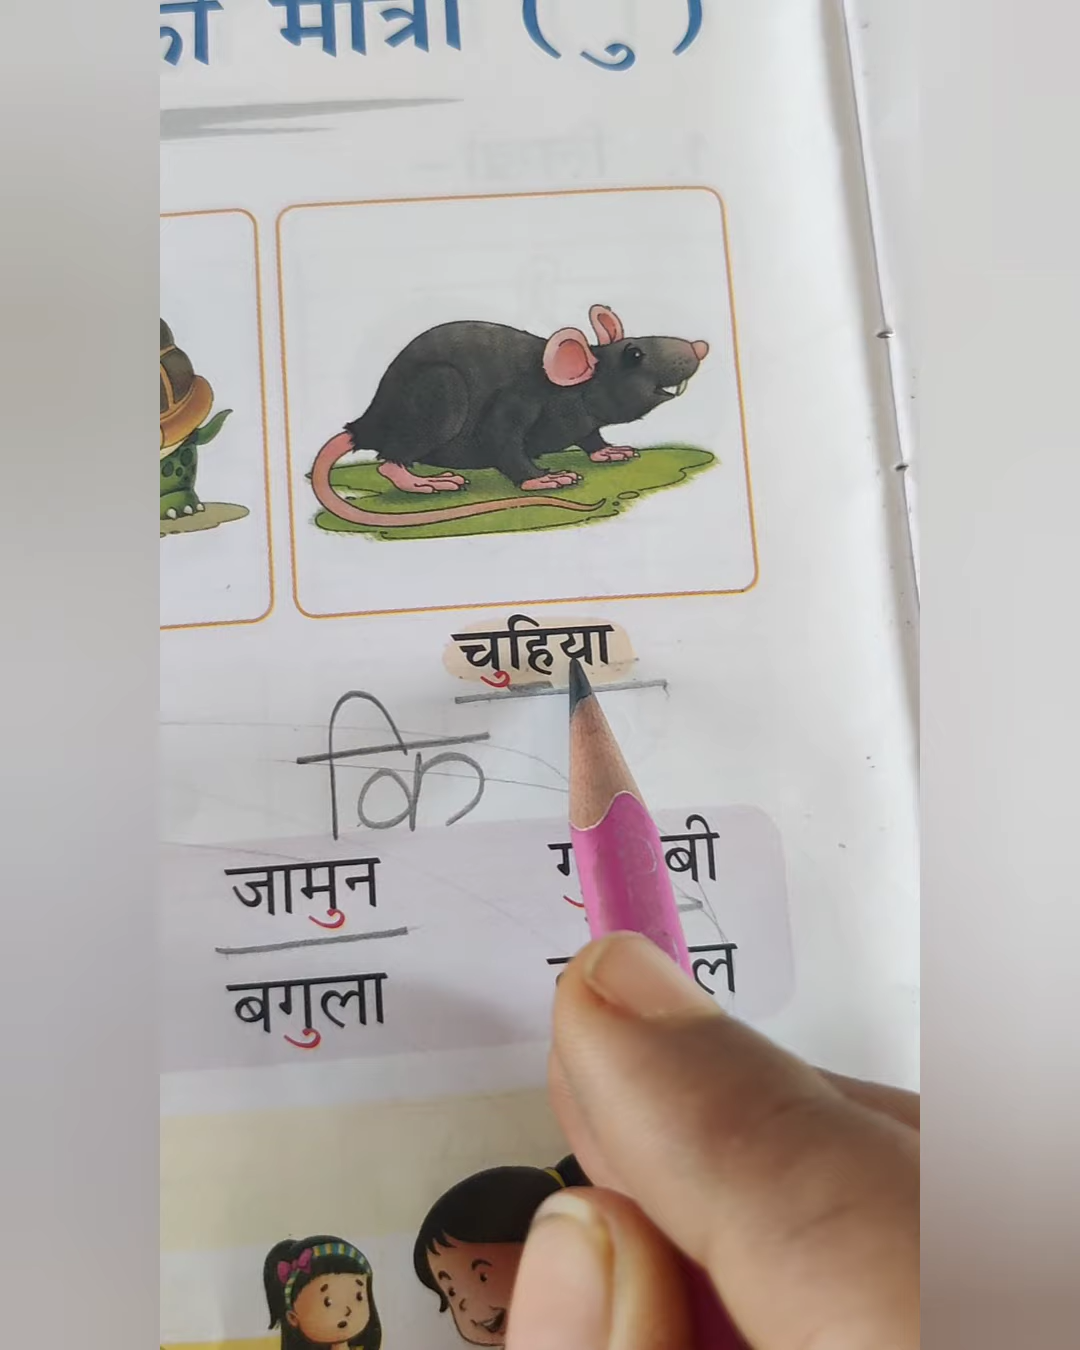 की मात्रा ( ु )
चुहिया
कि
जामुन
बगुला